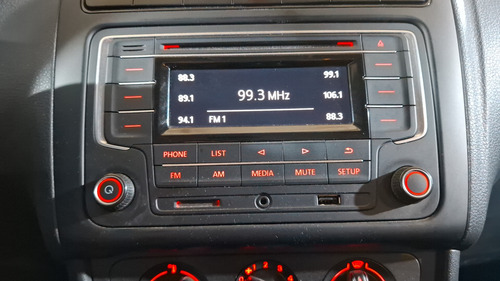 88.3 99.1
89.1 99.3 MHz 106.1
94.1 FM 1 88.3
PHONE LIST
FM AM MEDIA MUTE SETUP